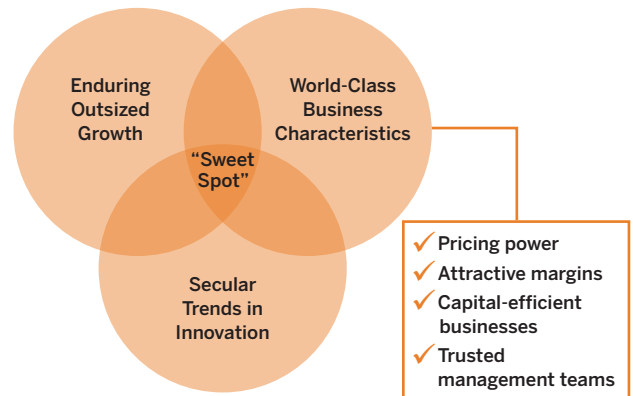 Enduring
Outsized
Growth
World-Class
Business
Characteristics
“Sweet
Spot”
Secular
Trends in
Innovation
Pricing power
Attractive margins
Capital-efficient
businesses
Trusted
management teams